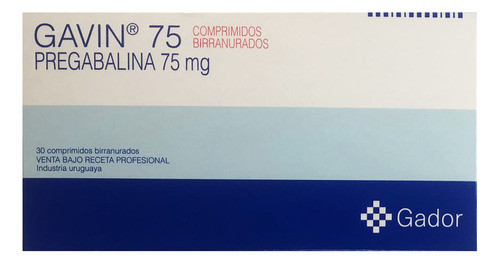 GAVIN® 75 COMPRIMIDOS
BIRRANURADOS
PREGABALINA 75 mg
30 comprimidos birranurados
VENTA BAJO RECETA PROFESIONAL
Industria uruguaya
Gador